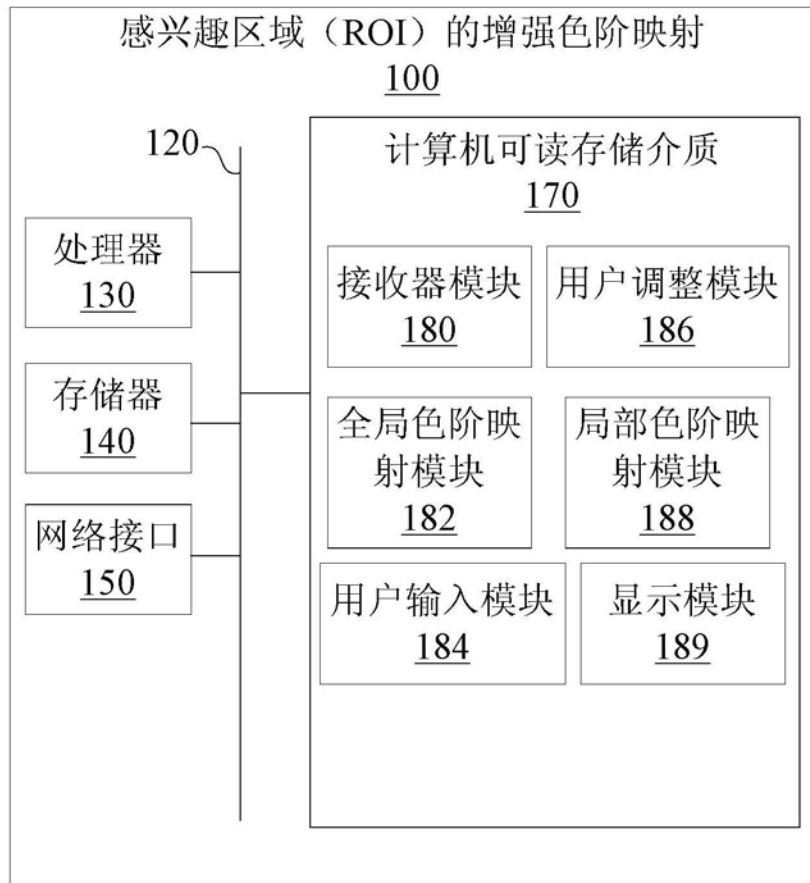 感兴趣区域（ROI）的增强色阶映射
100
120
处理器
130
存储器
140
网络接口
150
计算机可读存储介质
170
接收器模块
180
用户调整模块
186
全局色阶映
射模块
182
局部色阶映
射模块
188
用户输入模块
184
显示模块
189